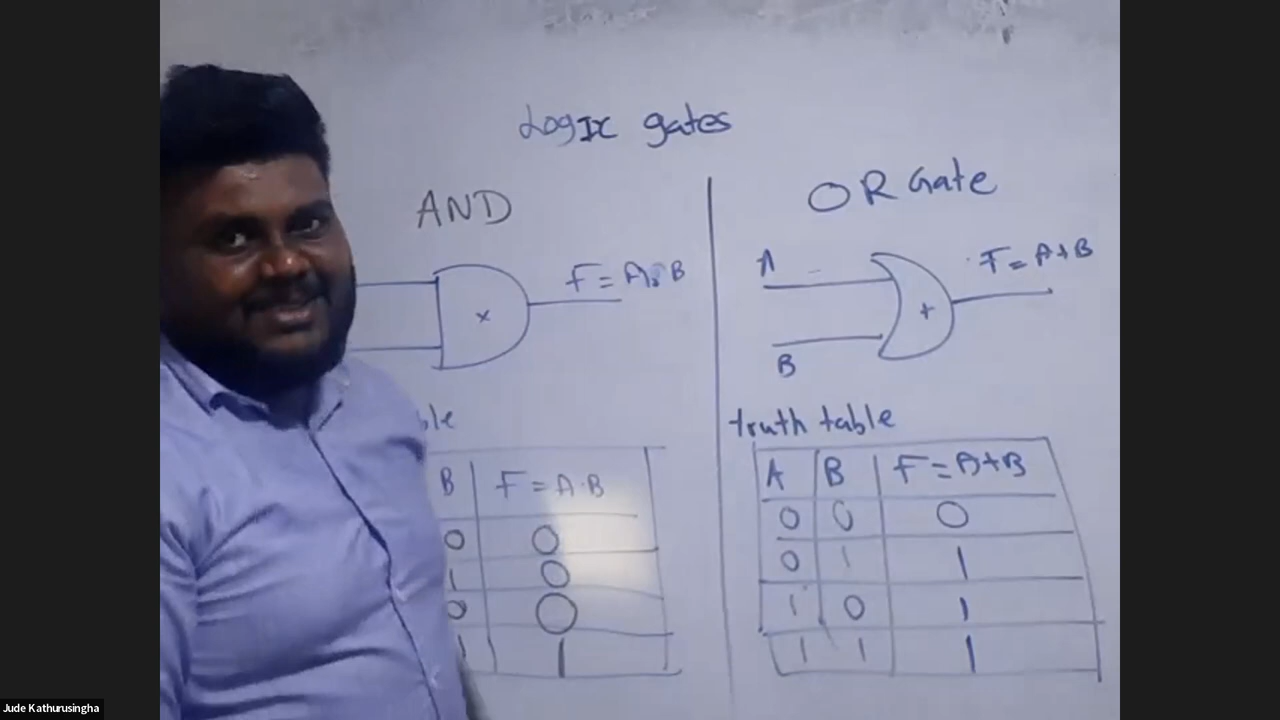 LogIc gates
AND
F = A.B
x
ble
B | F = A.B
0 | 0
1 | 0
0 | 0
1 | 1
OR Gate
A
F = A+B
+
B
truth table
A | B | F = A+B
0 | 0 | 0
0 | 1 | 1
1 | 0 | 1
1 | 1 | 1
Jude Kathurusingha